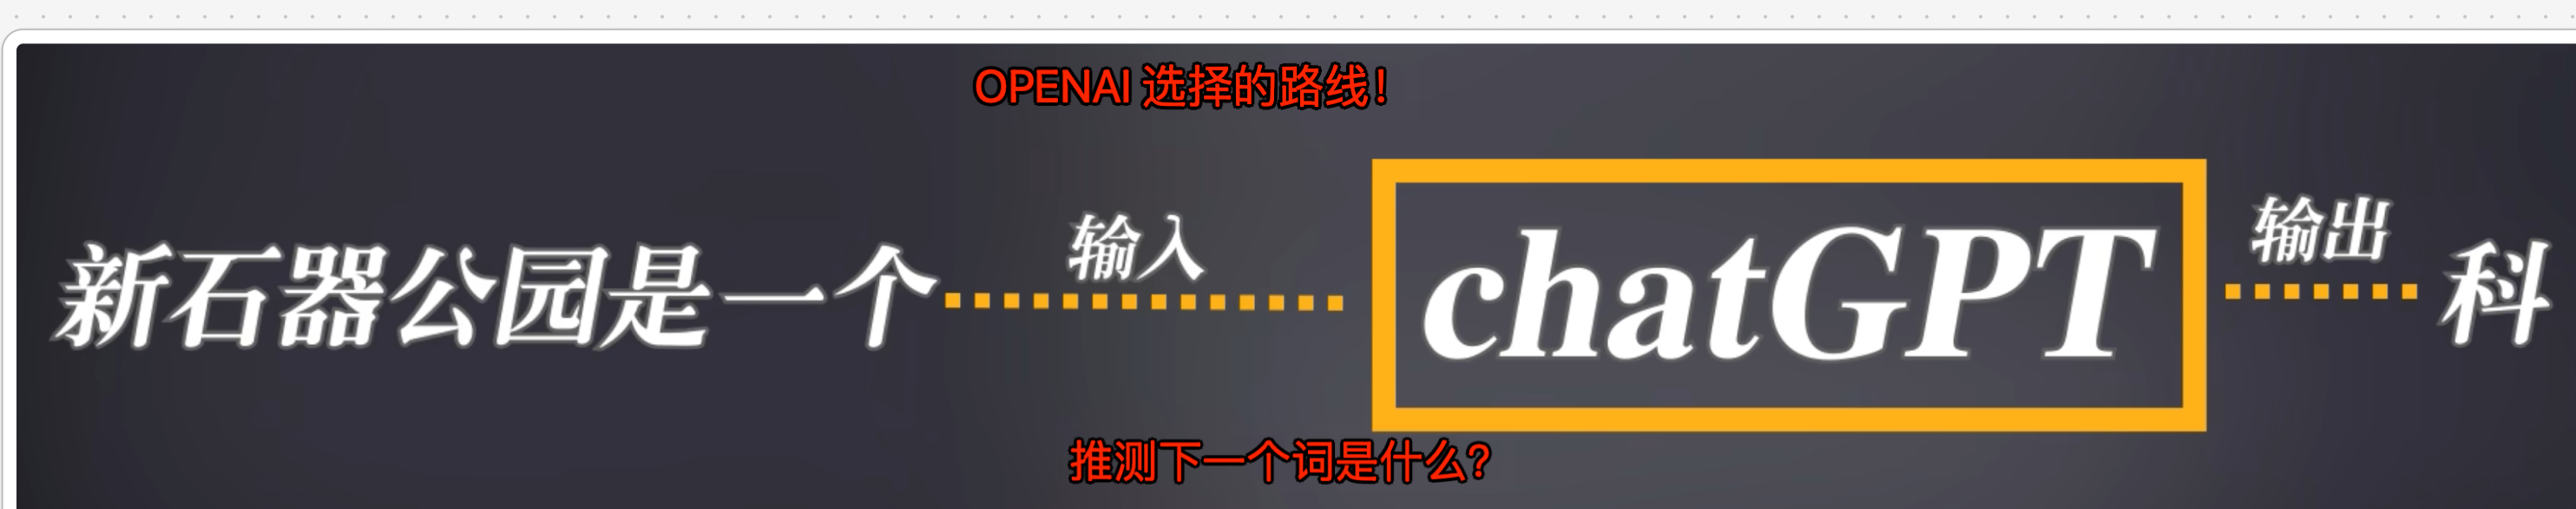 OPENAI 选择的路线！
新石器公园是一个 输入 chatGPT 输出 科
推测下一个词是什么？